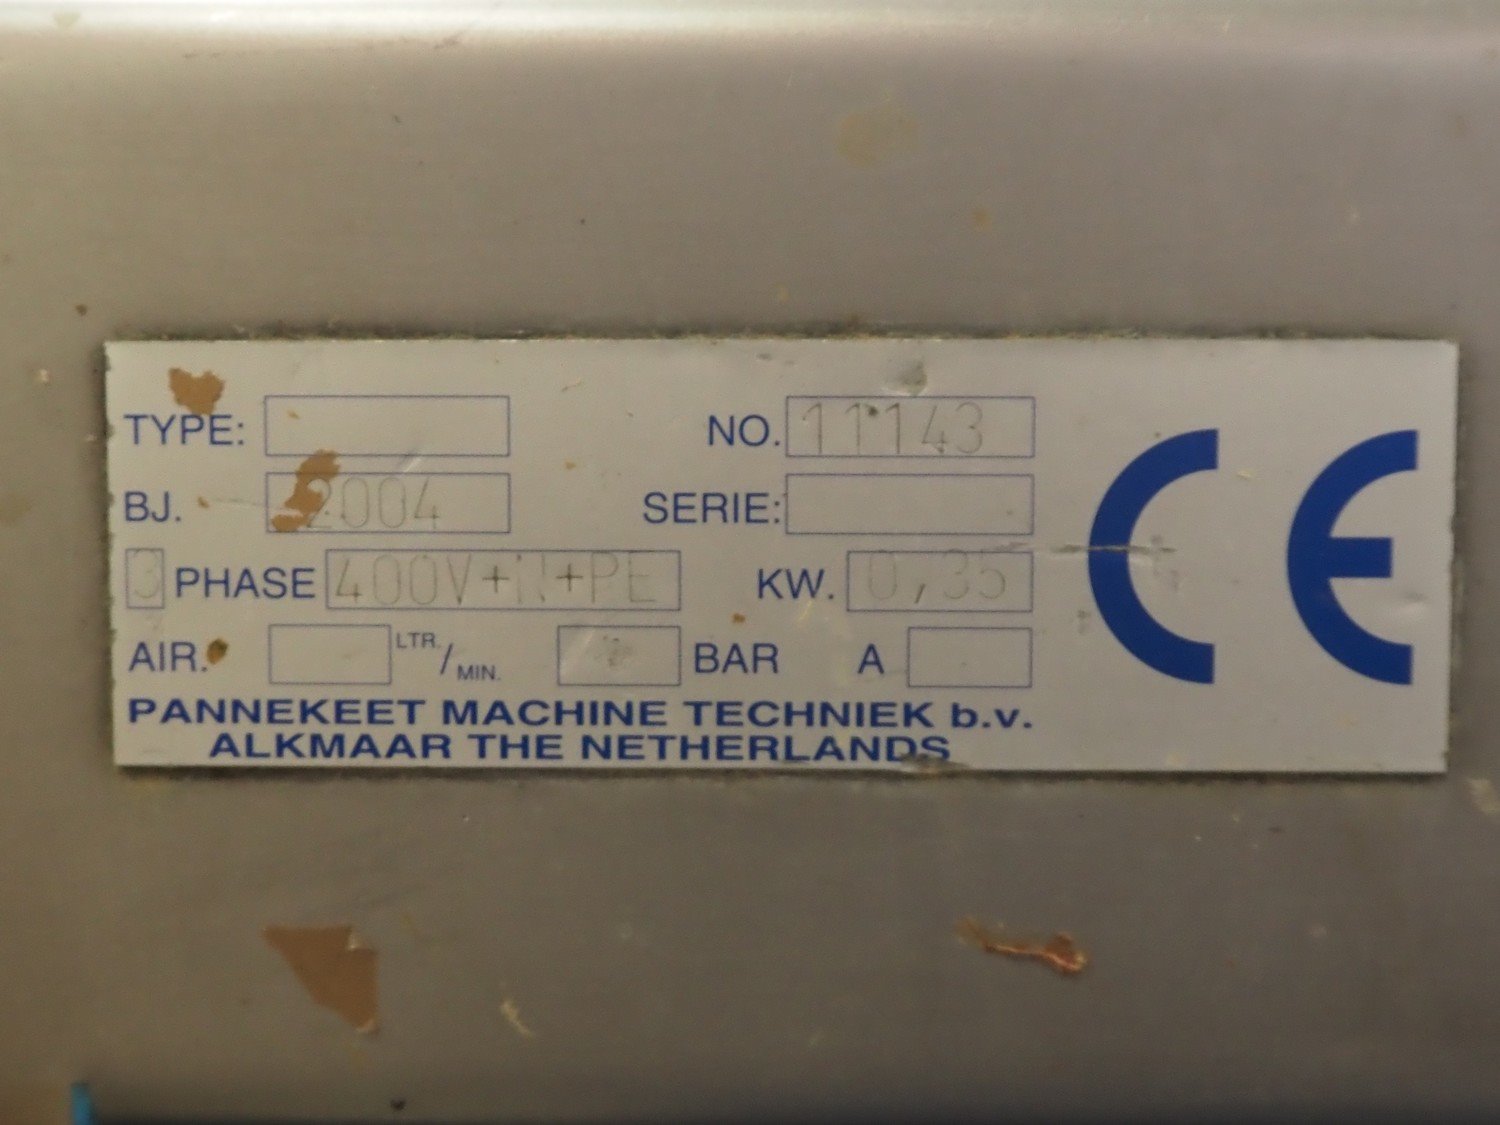 TYPE: NO. 11143
BJ. 2004 SERIE:
3 PHASE 400V+N+PE KW. 0,35
AIR. LTR./MIN. BAR A
PANNEKEET MACHINE TECHNIEK b.v.
ALKMAAR THE NETHERLANDS
CE